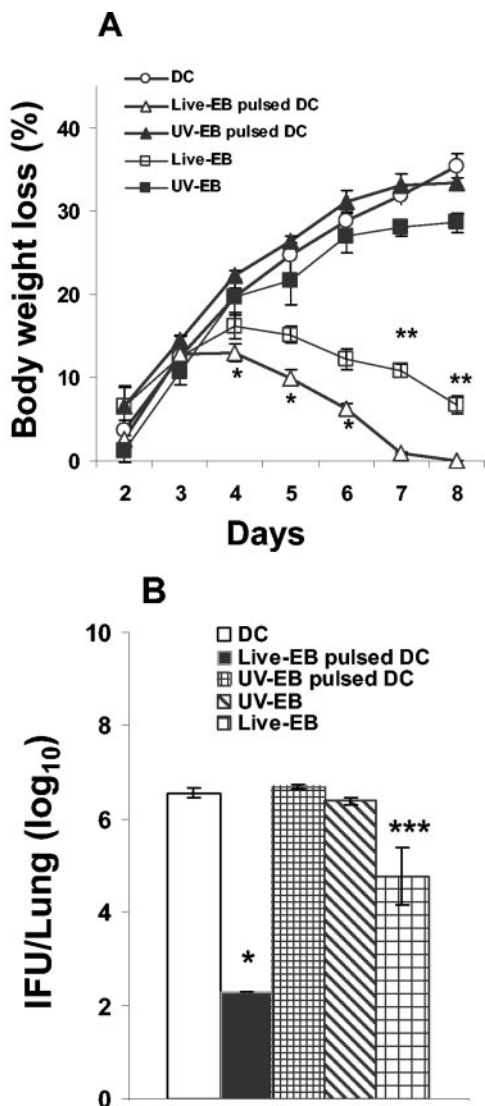 A
DC
Live-EB pulsed DC
UV-EB pulsed DC
Live-EB
UV-EB
Body weight loss (%)
40
30
20
10
0
**
**
*
*
*
2 3 4 5 6 7 8
Days
B
DC
Live-EB pulsed DC
UV-EB pulsed DC
UV-EB
Live-EB
IFU/Lung (log10)
10
8
6
4
2
0
***
*